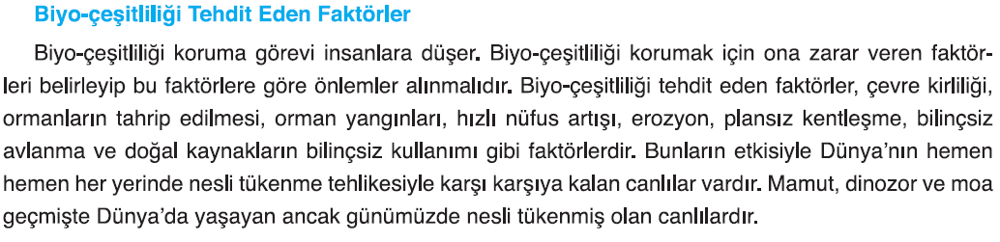 Biyo-çeşitliliği Tehdit Eden Faktörler
Biyo-çeşitliliği koruma görevi insanlara düşer. Biyo-çeşitliliği korumak için ona zarar veren faktör-
leri belirleyip bu faktörlere göre önlemler alınmalıdır. Biyo-çeşitliliği tehdit eden faktörler, çevre kirliliği,
ormanların tahrip edilmesi, orman yangınları, hızlı nüfus artışı, erozyon, plansız kentleşme, bilinçsiz
avlanma ve doğal kaynakların bilinçsiz kullanımı gibi faktörlerdir. Bunların etkisiyle Dünya’nın hemen
hemen her yerinde nesli tükenme tehlikesiyle karşı karşıya kalan canlılar vardır. Mamut, dinozor ve moa
geçmişte Dünya’da yaşayan ancak günümüzde nesli tükenmiş olan canlılardır.